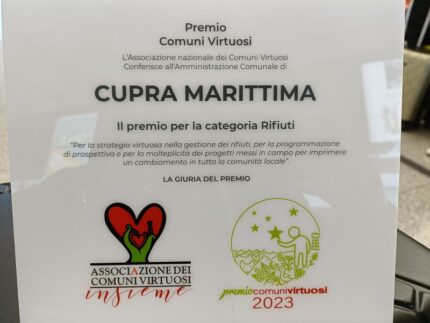 Premio
Comuni Virtuosi
L'Associazione nazionale dei Comuni Virtuosi
Conferisce all'Amministrazione Comunale di
CUPRA MARITTIMA
Il premio per la categoria Rifiuti
"Per la strategia virtuosa nella gestione dei rifiuti, per la programmazione
di prospettiva e per la molteplicità dei progetti messi in campo per imprimere
un cambiamento in tutta la comunità locale".
LA GIURIA DEL PREMIO
ASSOCIAZIONE DEI
COMUNI VIRTUOSI
insieme
premiocomunivirtuosi
2023